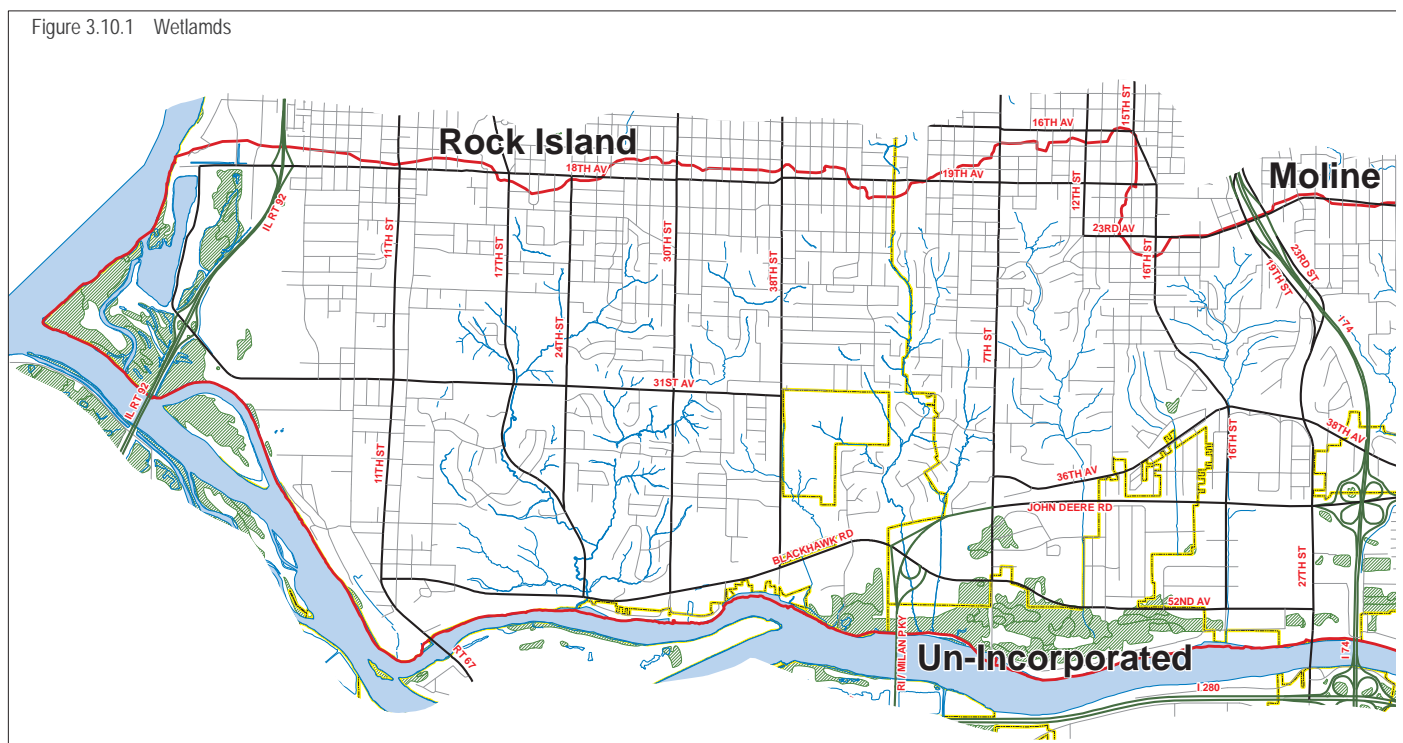 Figure 3.10.1 Wetlands
15TH ST
16TH AV
Rock Island
18TH AV
19TH AV
12TH ST
Moline
IL RT 92
11TH ST
17TH ST
30TH ST
38TH ST
23RD AV
16TH ST
23RD ST
19TH ST
I 74
24TH ST
7TH ST
31ST AV
IL RT 92
11TH ST
36TH AV
16TH ST
38TH AV
JOHN DEERE RD
BLACKHAWK RD
27TH ST
52ND AV
RT 67
RI / MILAN PKY
Un-Incorporated
I 74
I 280